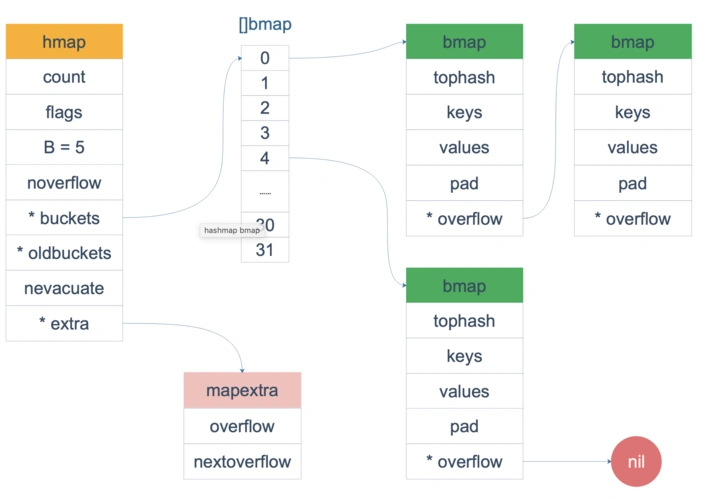 hmap
count
flags
B = 5
noverflow
* buckets
* oldbuckets
nevacuate
* extra
[]bmap
0
1
2
3
4
......
30
31
hashmap bmap
bmap
tophash
keys
values
pad
* overflow
bmap
tophash
keys
values
pad
* overflow
bmap
tophash
keys
values
pad
* overflow
nil
mapextra
overflow
nextoverflow